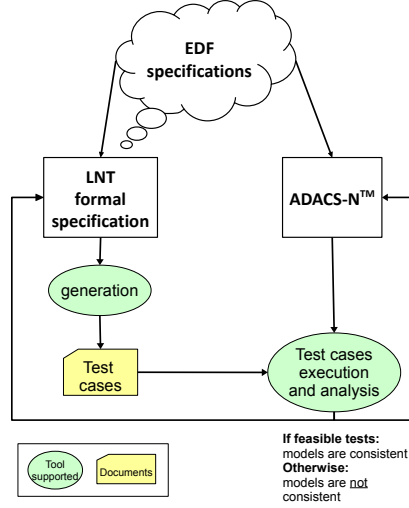 EDF
specifications
LNT
formal
specification
ADACS-N™
generation
Test
cases
Test cases
execution
and analysis
Tool
supported
Documents
If feasible tests:
models are consistent
Otherwise:
models are not
consistent